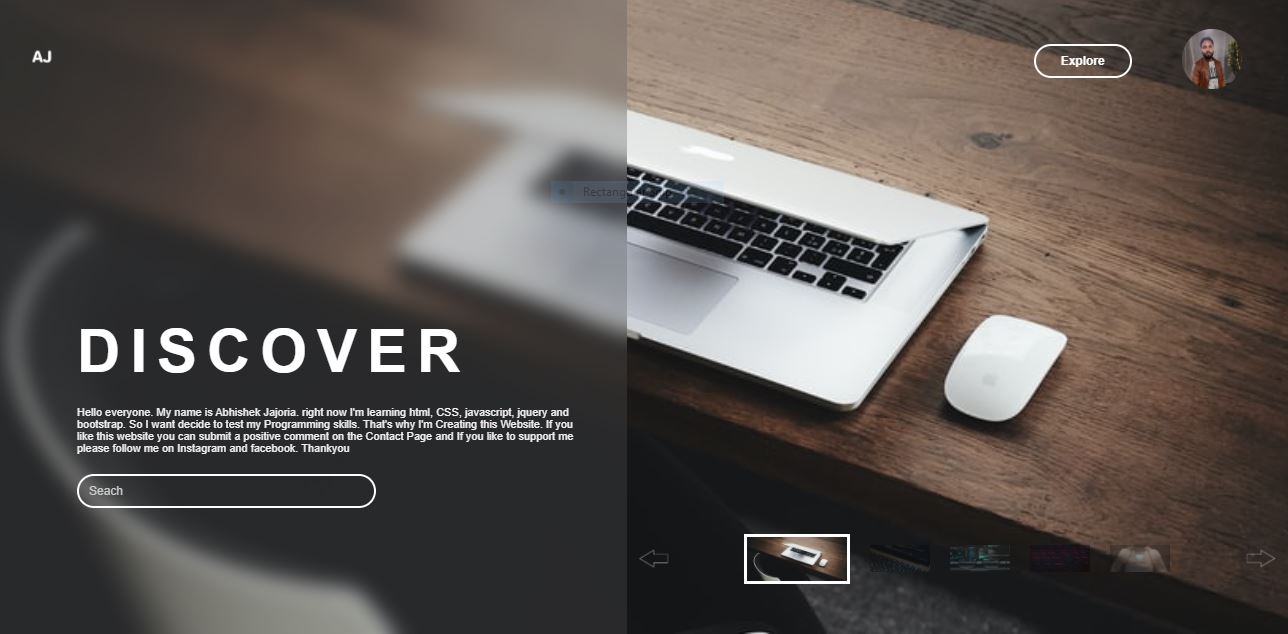 AJ
Explore
Rectang
DISCOVER
Hello everyone. My name is Abhishek Jajoria. right now I'm learning html, CSS, javascript, jquery and
bootstrap. So I want decide to test my Programming skills. That's why I'm Creating this Website. If you
like this website you can submit a positive comment on the Contact Page and If you like to support me
please follow me on Instagram and facebook. Thankyou
Seach